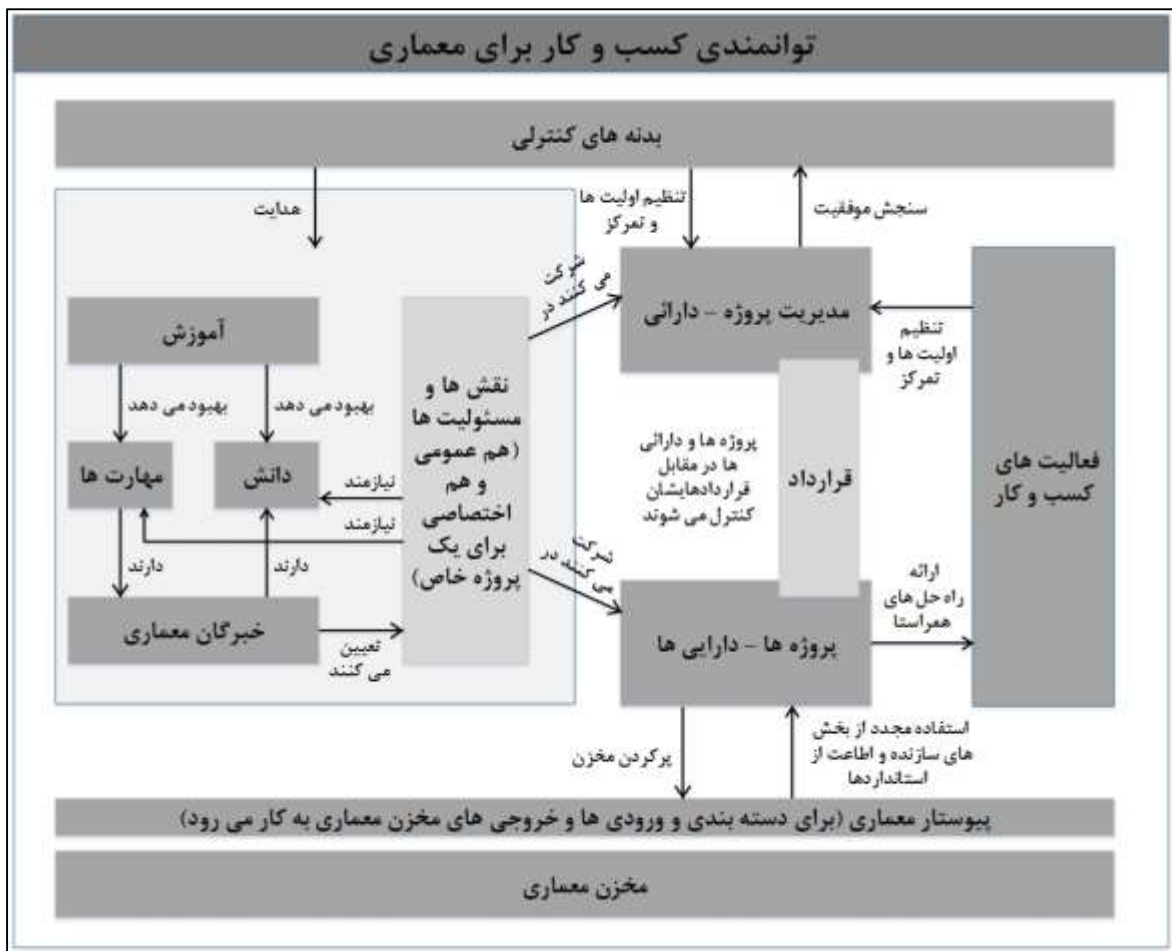 توانمندی کسب و کار برای معماری
بدنه های کنترلی
هدایت
تنظیم اولیت ها
و تمرکز
سنجش موفقیت
شرکت
می کنند در
مدیریت پروژه – دارائی
تنظیم
اولیت ها و
تمرکز
آموزش
بهبود می دهد
بهبود می دهد
مهارت ها
دانش
نیازمند
نیازمند
نقش ها و
مسئولیت ها
(هم عمومی
و هم
اختصاصی
برای یک
پروژه خاص)
پروژه ها و دارائی
ها در مقابل
قراردادهایشان
کنترل می شوند
قرارداد
فعالیت های
کسب و کار
دارند
دارند
شرکت
می کنند در
ارائه
راه حل های
همراستا
خبرگان معماری
تعیین
می کنند
پروژه ها – دارایی ها
پرکردن مخزن
استفاده مجدد از بخش
های سازنده و اطاعت از
استانداردها
پیوستار معماری (برای دسته بندی و ورودی ها و خروجی های مخزن معماری به کار می رود)
مخزن معماری